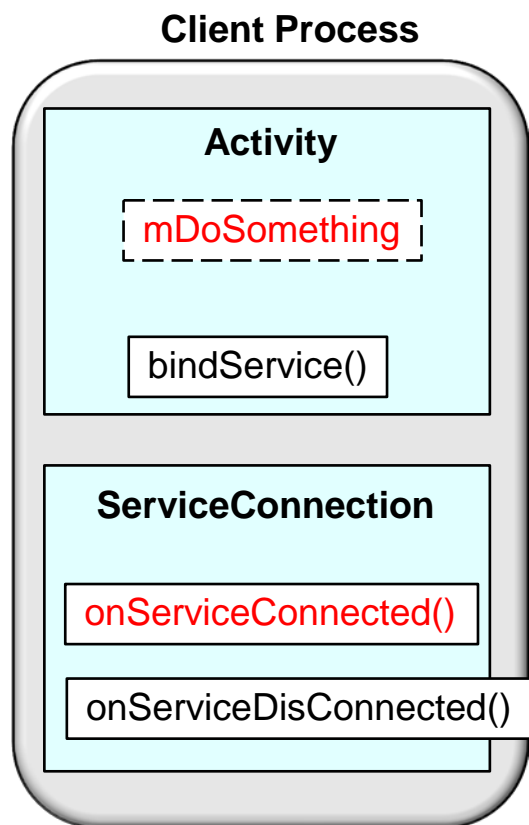 Client Process
Activity
mDoSomething
bindService()
ServiceConnection
onServiceConnected()
onServiceDisConnected()